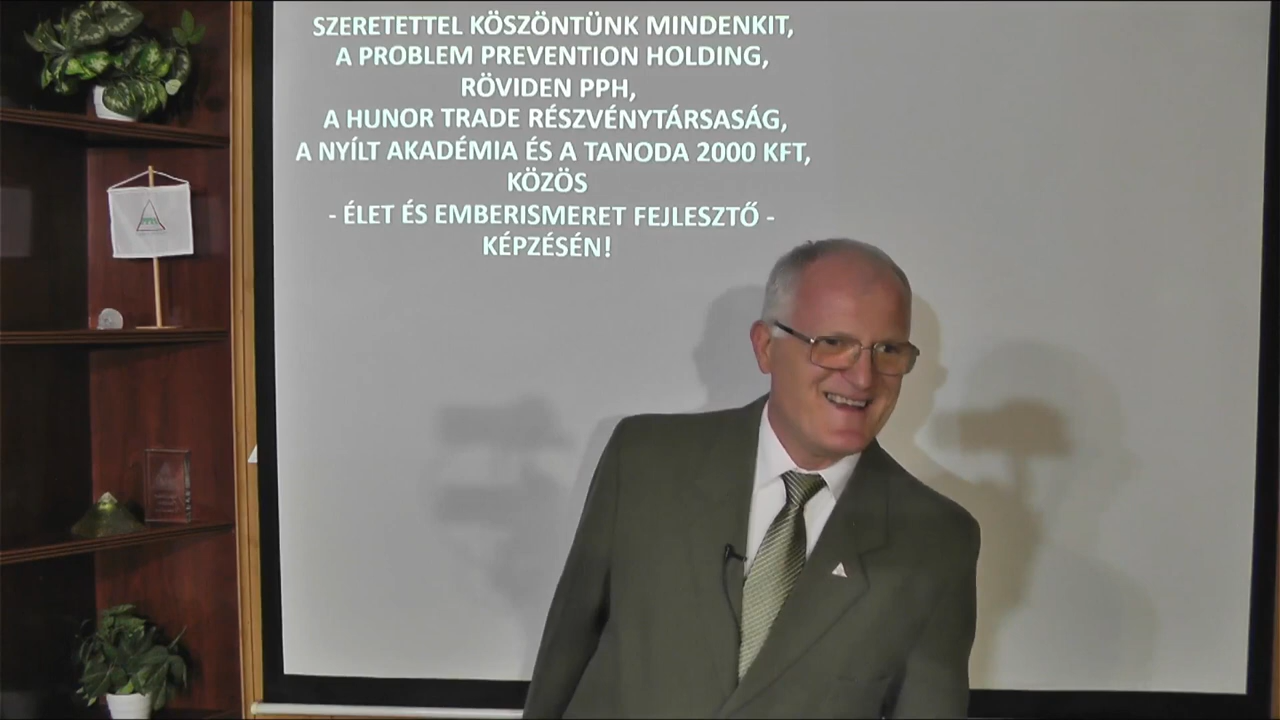 SZERETETTEL KÖSZÖNTÜNK MINDENKIT,
A PROBLEM PREVENTION HOLDING,
RÖVIDEN PPH,
A HUNOR TRADE RÉSZVÉNYTÁRSASÁG,
A NYÍLT AKADÉMIA ÉS A TANODA 2000 KFT,
KÖZÖS
- ÉLET ÉS EMBERISMERET FEJLESZTŐ -
KÉPZÉSÉN!